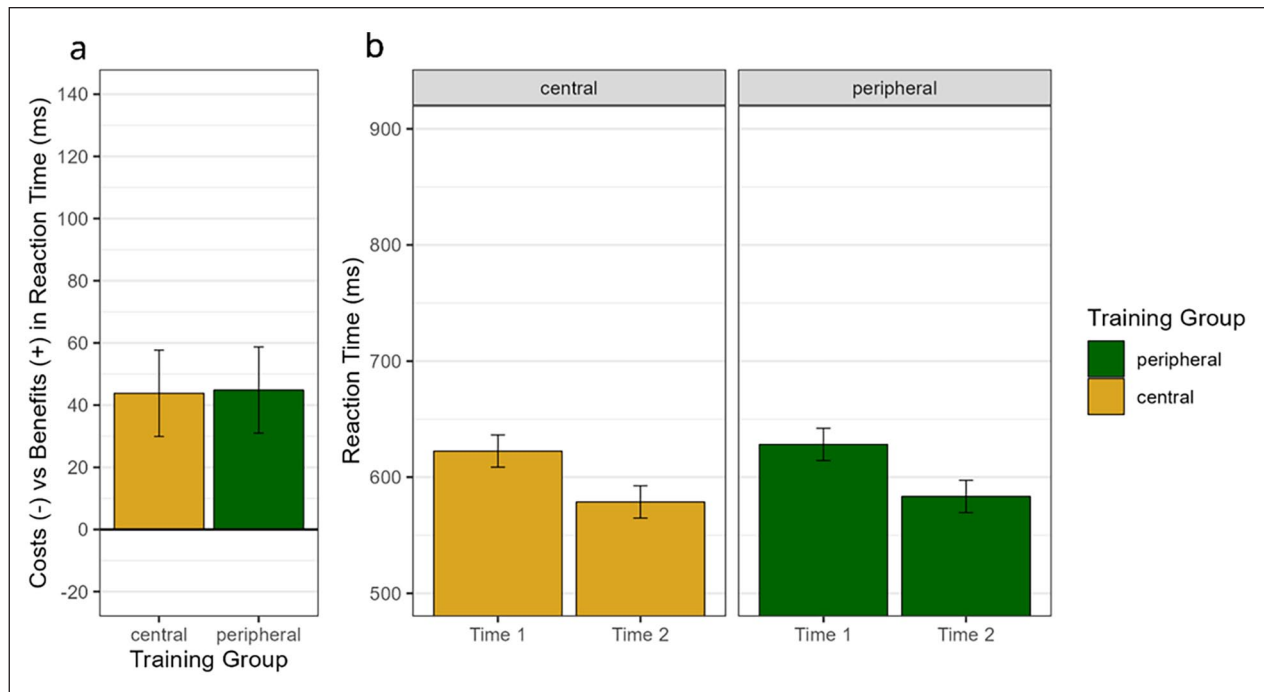 a
Costs (-) vs Benefits (+) in Reaction Time (ms)
140
120
100
80
60
40
20
0
-20
central peripheral
Training Group
b
central peripheral
Reaction Time (ms)
900
800
700
600
500
Time 1 Time 2 Time 1 Time 2
Training Group
peripheral
central